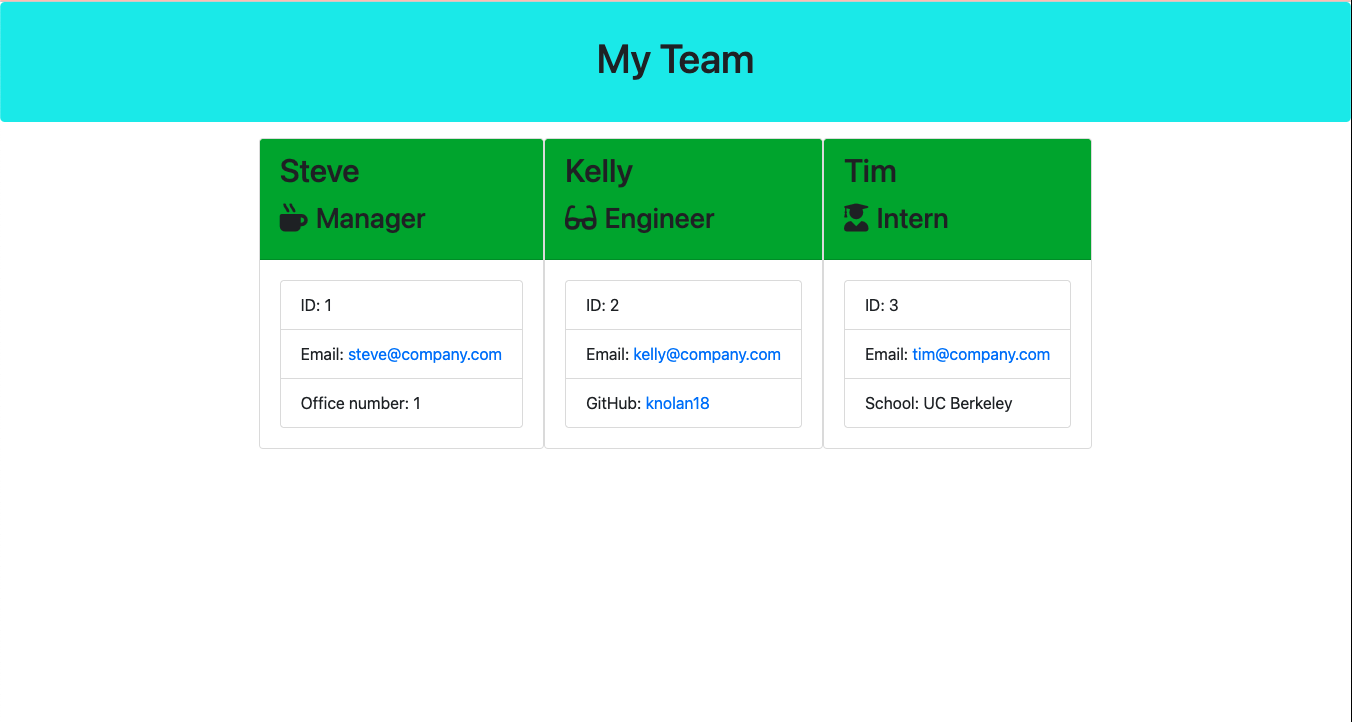 My Team
Steve
Manager
ID: 1
Email: steve@company.com
Office number: 1
Kelly
Engineer
ID: 2
Email: kelly@company.com
GitHub: knolan18
Tim
Intern
ID: 3
Email: tim@company.com
School: UC Berkeley